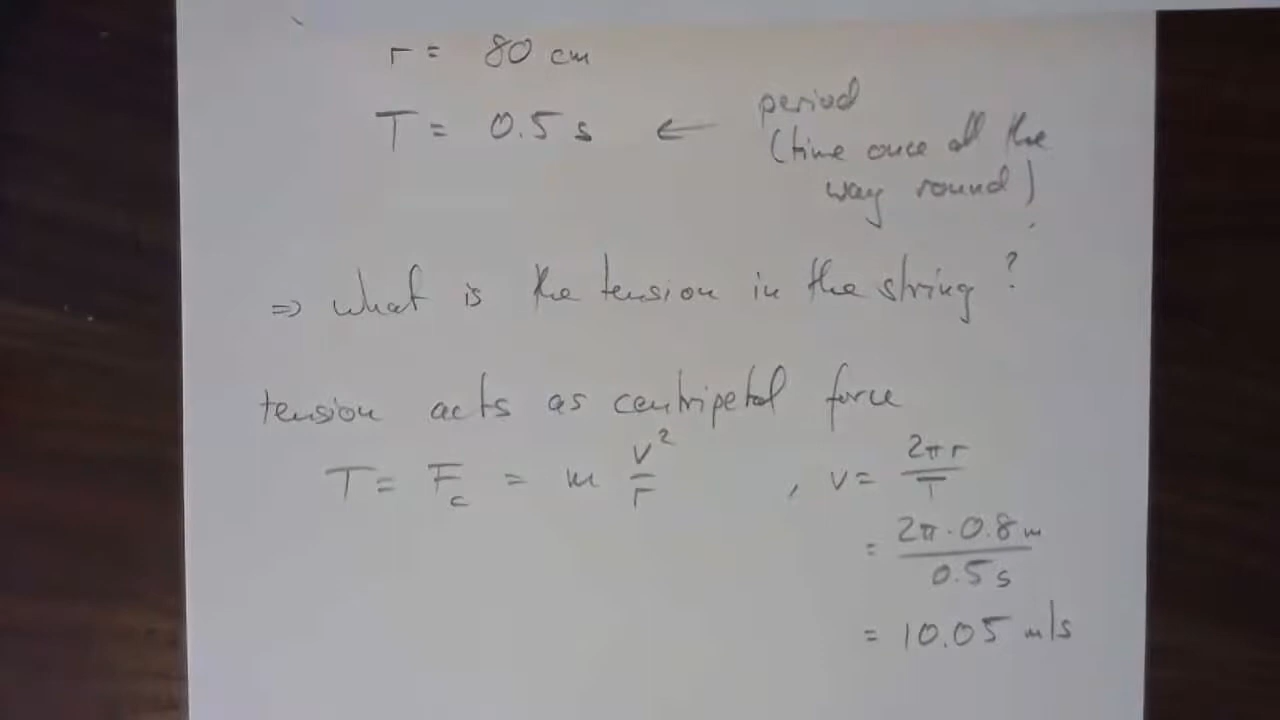 r = 80 cm
T = 0.5 s ← period
(time once all the
way round)
⇒ What is the tension in the string?
tension acts as centripetal force
T = F_c = m v²/r , v = 2πr/T
= 2π · 0.8 m / 0.5 s
= 10.05 m/s